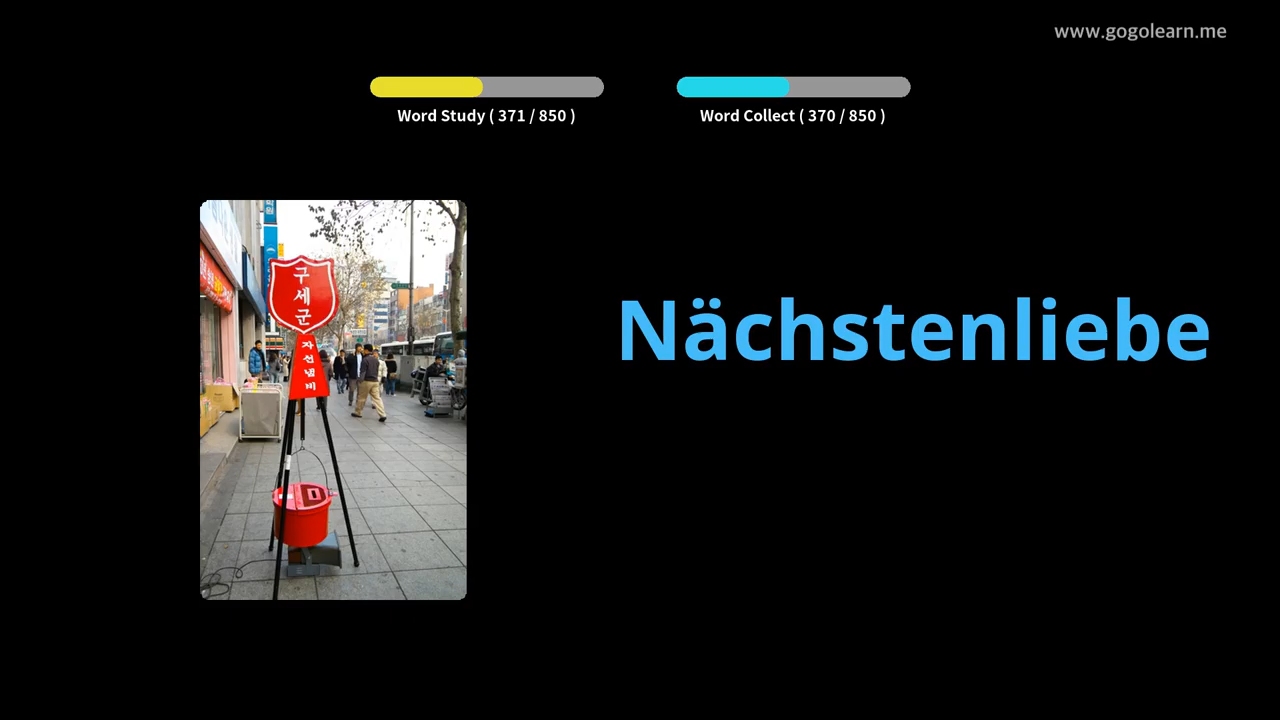 www.gogolearn.me
Word Study ( 371 / 850 )
Word Collect ( 370 / 850 )
구
세
군
자
선
냄
비
Nächstenliebe